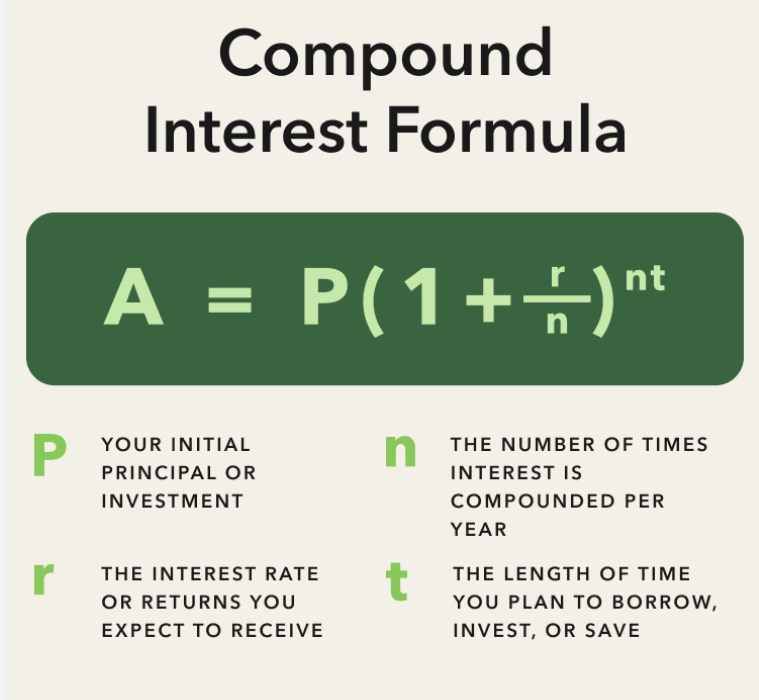 Compound
Interest Formula
A = P(1 + r/n)^nt
P YOUR INITIAL
PRINCIPAL OR
INVESTMENT
n THE NUMBER OF TIMES
INTEREST IS
COMPOUNDED PER
YEAR
r THE INTEREST RATE
OR RETURNS YOU
EXPECT TO RECEIVE
t THE LENGTH OF TIME
YOU PLAN TO BORROW,
INVEST, OR SAVE